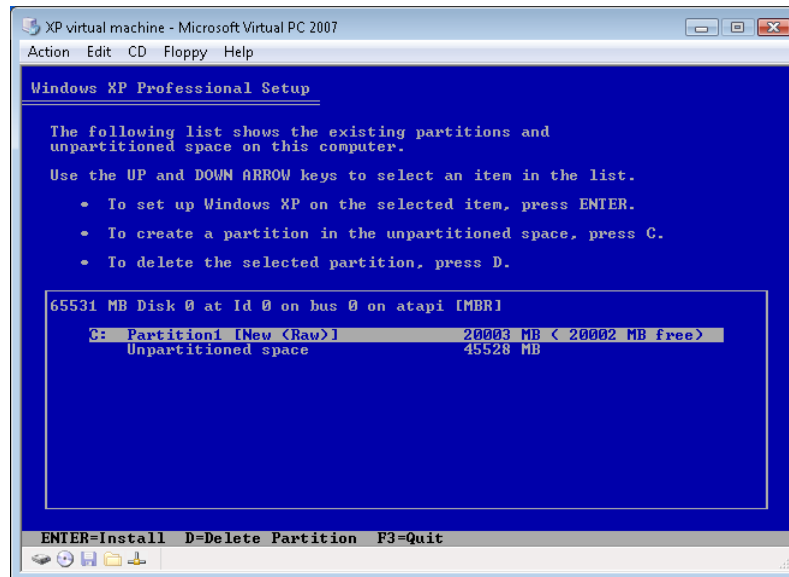 XP virtual machine - Microsoft Virtual PC 2007
Action Edit CD Floppy Help
Windows XP Professional Setup
The following list shows the existing partitions and
unpartitioned space on this computer.
Use the UP and DOWN ARROW keys to select an item in the list.
• To set up Windows XP on the selected item, press ENTER.
• To create a partition in the unpartitioned space, press C.
• To delete the selected partition, press D.
65531 MB Disk 0 at Id 0 on bus 0 on atapi [MBR]
C: Partition1 [New (Raw)] 20003 MB ( 20002 MB free)
Unpartitioned space 45528 MB
ENTER=Install D=Delete Partition F3=Quit